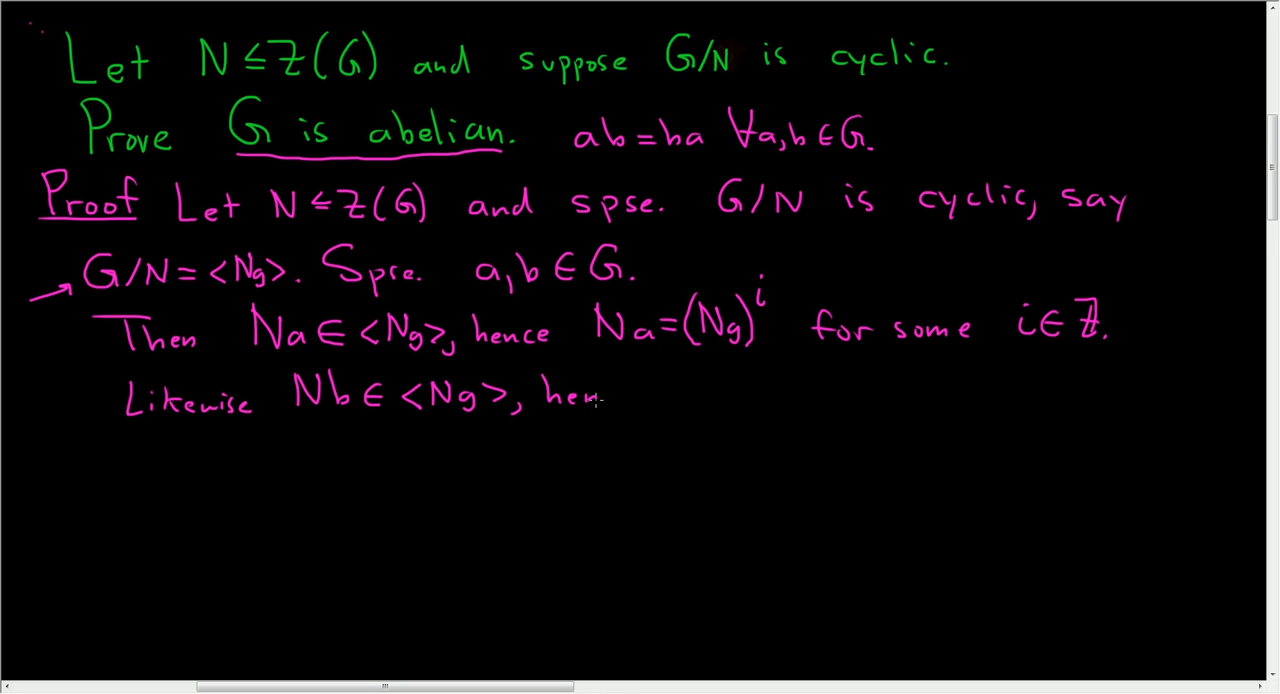 Let N ≤ Z(G) and suppose G/N is cyclic.
Prove G is abelian. ab = ba ∀a,b ∈ G.
Proof Let N ≤ Z(G) and spse. G/N is cyclic, say
G/N = <Ng>. Spse. a,b ∈ G.
Then Na ∈ <Ng>, hence Na = (Ng)^i for some i ∈ ℤ.
Likewise Nb ∈ <Ng>, hen